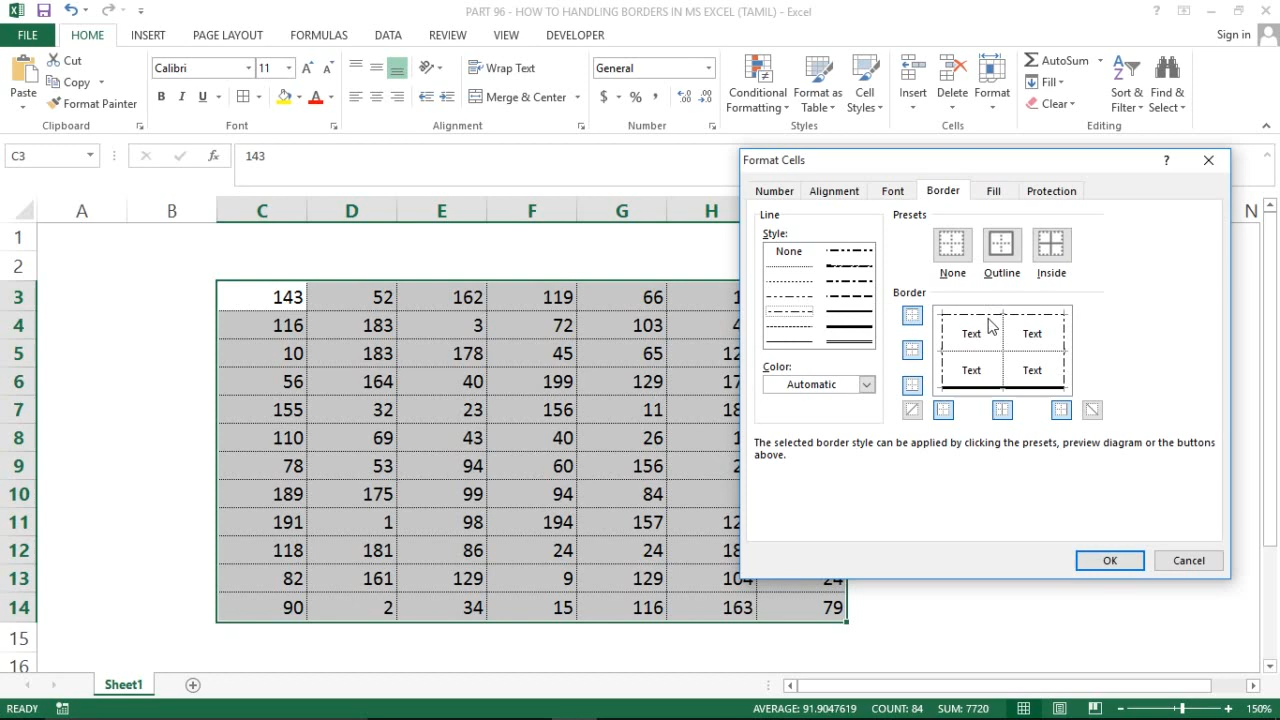 PART 96 - HOW TO HANDLING BORDERS IN MS EXCEL (TAMIL) - Excel
FILE HOME INSERT PAGE LAYOUT FORMULAS DATA REVIEW VIEW DEVELOPER Sign in
Cut Calibri 11 Wrap Text General AutoSum
Copy Fill
Paste Format Painter B I U Merge & Center $ % , Conditional Formatting Format as Table Cell Styles Insert Delete Format Clear Sort & Filter Find & Select
Clipboard Font Alignment Number Styles Cells Editing
C3 fx 143
A B C D E F G H N
1
2
3 143 52 162 119 66
4 116 183 3 72 103
5 10 183 178 45 65
6 56 164 40 199 129
7 155 32 23 156 11
8 110 69 43 40 26
9 78 53 94 60 156
10 189 175 99 94 84
11 191 1 98 194 157
12 118 181 86 24 24
13 82 161 129 9 129 104 24
14 90 2 34 15 116 163 79
15
16
Format Cells ?
Number Alignment Font Border Fill Protection
Line Presets
Style:
None
None Outline Inside
Border
Text Text
Text Text
Color:
Automatic
The selected border style can be applied by clicking the presets, preview diagram or the buttons
above.
OK Cancel
Sheet1
READY AVERAGE: 91.9047619 COUNT: 84 SUM: 7720 150%